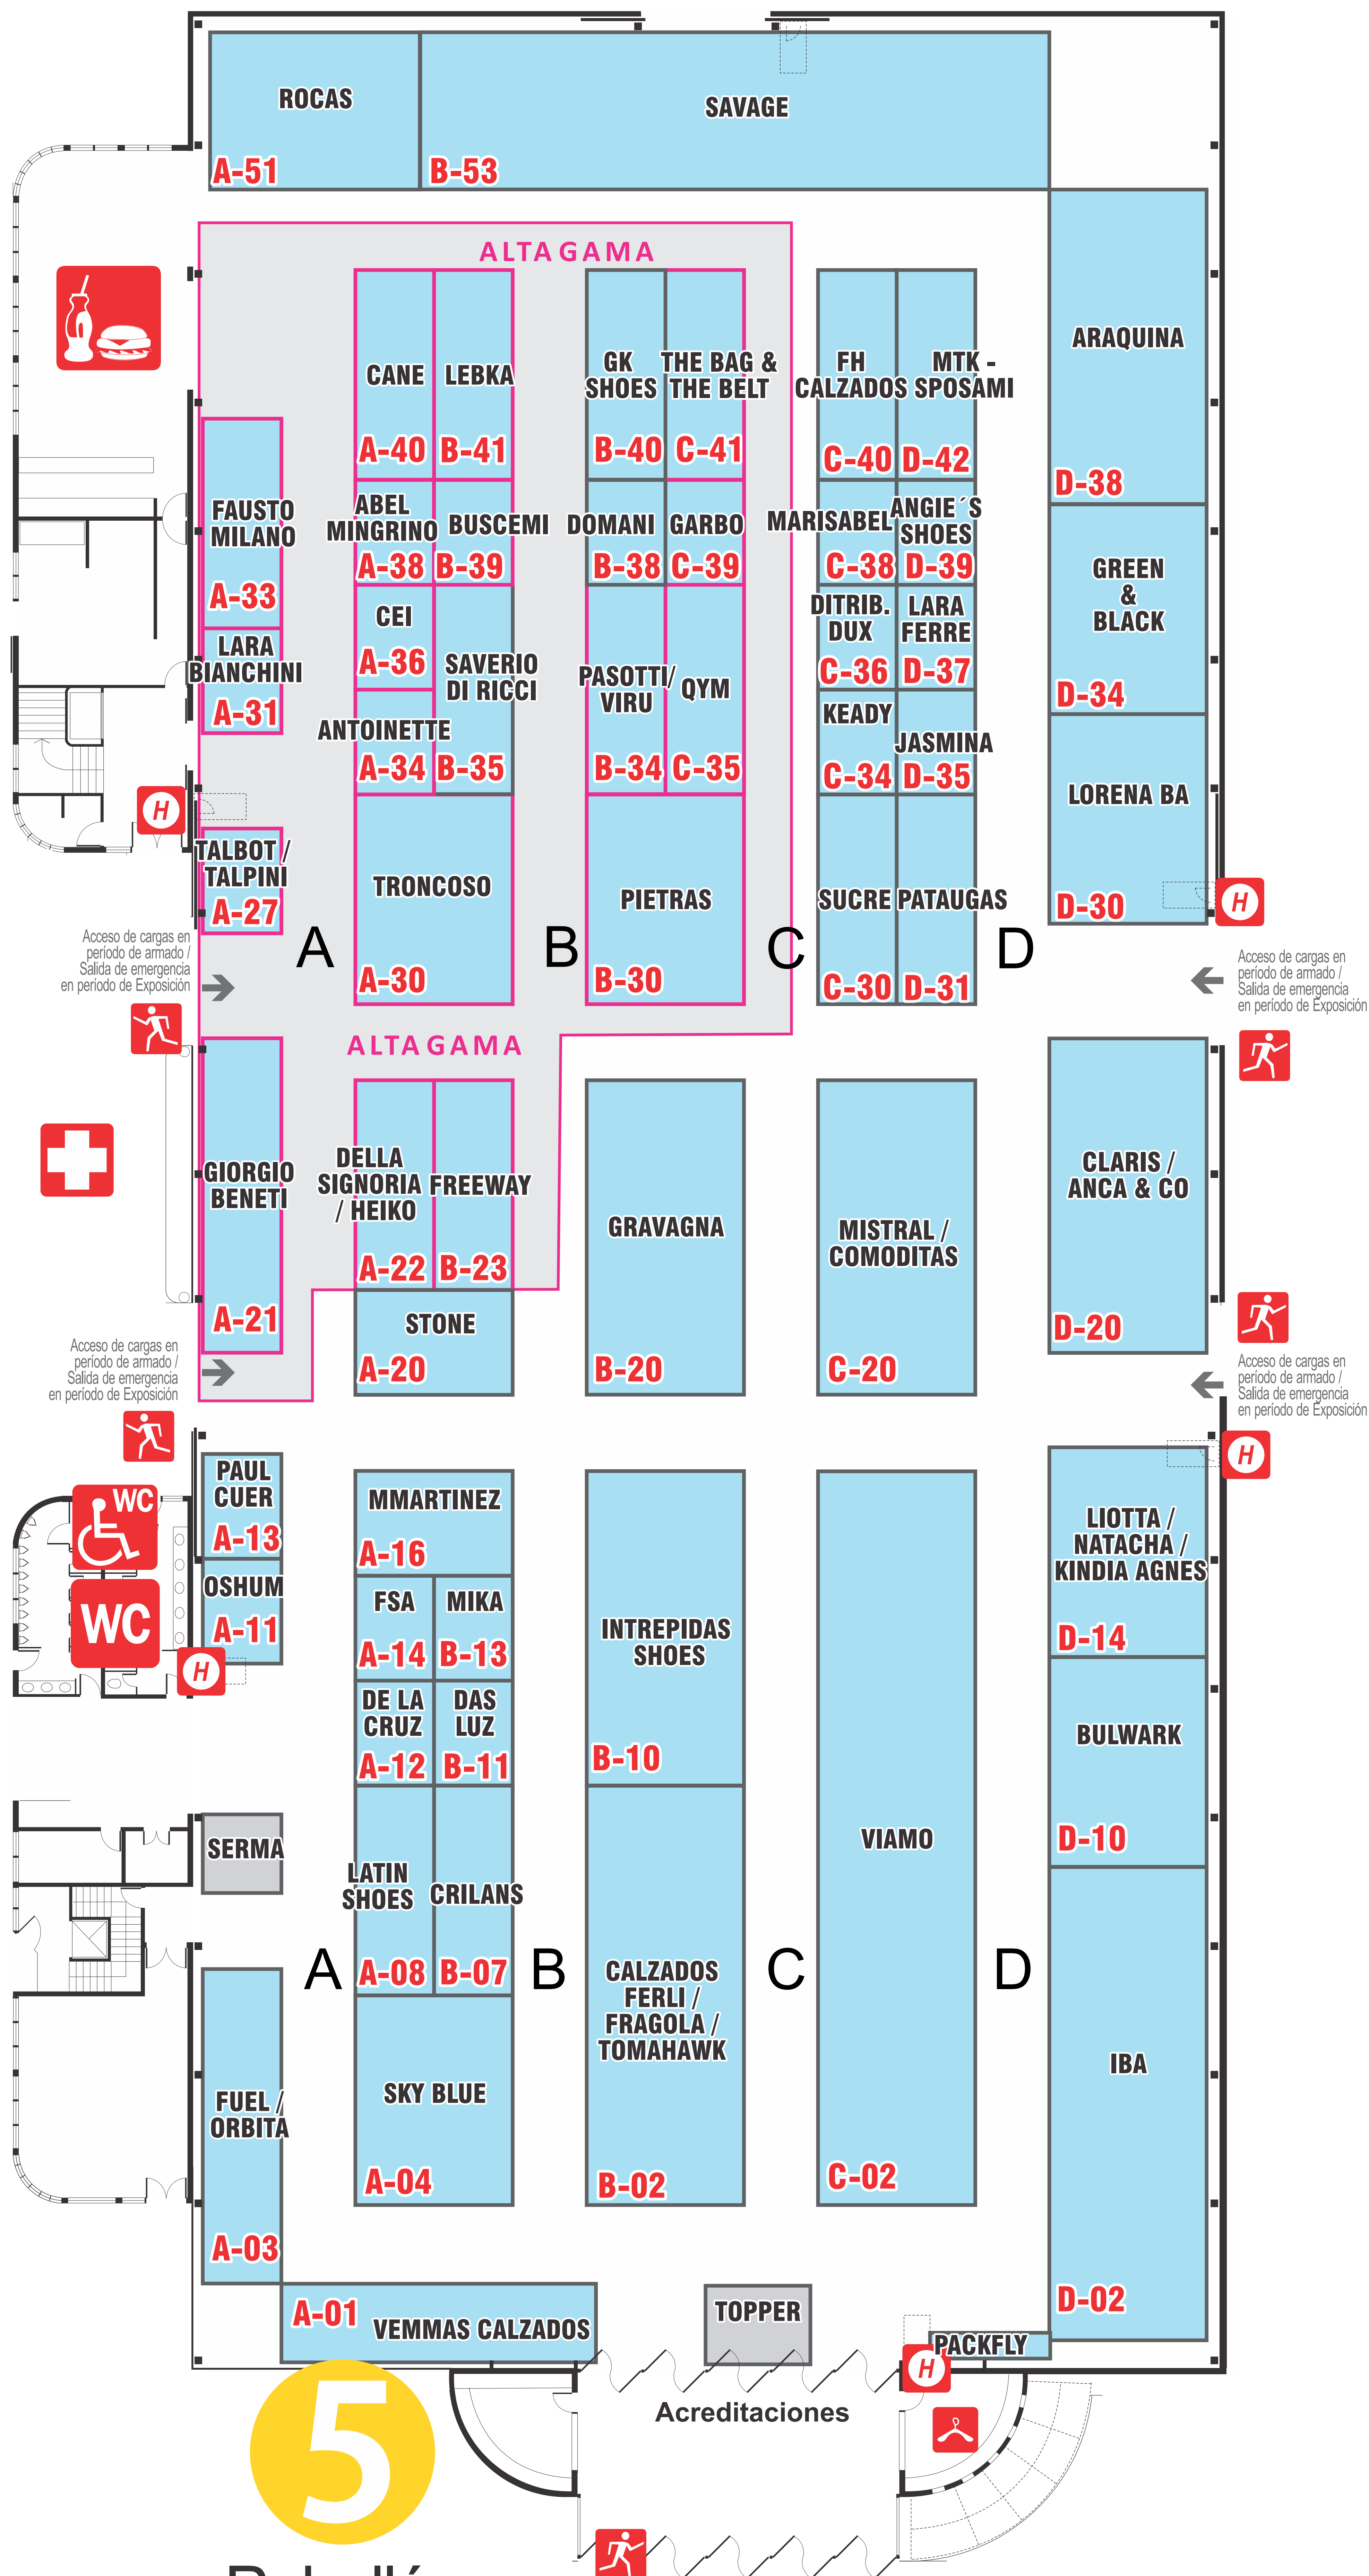 ROCAS
A-51
SAVAGE
B-53
ALTA GAMA
ARAQUINA
D-38
CANE
A-40
LEBKA
B-41
GK
SHOES
B-40
THE BAG &
THE BELT
C-41
FH
CALZADOS
C-40
MTK -
SPOSAMI
D-42
FAUSTO
MILANO
A-33
ABEL
MINGRINO
A-38
BUSCEMI
B-39
DOMANI
B-38
GARBO
C-39
MARISABEL
C-38
ANGIE´S
SHOES
D-39
GREEN
&
BLACK
D-34
LARA
BIANCHINI
A-31
CEI
A-36
SAVERIO
DI RICCI
B-35
PASOTTI/
VIRU
B-34
QYM
C-35
DITRIB.
DUX
C-36
LARA
FERRE
D-37
ANTOINETTE
A-34
KEADY
C-34
JASMINA
D-35
LORENA BA
D-30
H
TALBOT /
TALPINI
A-27
TRONCOSO
A-30
PIETRAS
B-30
SUCRE
C-30
PATAUGAS
D-31
H
A
B
C
D
Acceso de cargas en
período de armado /
Salida de emergencia
en período de Exposición
Acceso de cargas en
período de armado /
Salida de emergencia
en período de Exposición
ALTA GAMA
GIORGIO
BENETI
A-21
DELLA
SIGNORIA
/ HEIKO
A-22
FREEWAY
B-23
GRAVAGNA
B-20
MISTRAL /
COMODITAS
C-20
CLARIS /
ANCA & CO
D-20
STONE
A-20
Acceso de cargas en
período de armado /
Salida de emergencia
en período de Exposición
Acceso de cargas en
período de armado /
Salida de emergencia
en período de Exposición
H
PAUL
CUER
A-13
WC
WC
OSHUM
A-11
H
MMARTINEZ
A-16
FSA
A-14
MIKA
B-13
DE LA
CRUZ
A-12
DAS
LUZ
B-11
INTREPIDAS
SHOES
B-10
VIAMO
C-02
LIOTTA /
NATACHA /
KINDIA AGNES
D-14
BULWARK
D-10
SERMA
LATIN
SHOES
A-08
CRILANS
B-07
A
B
C
D
CALZADOS
FERLI /
FRAGOLA /
TOMAHAWK
B-02
IBA
D-02
FUEL /
ORBITA
A-03
SKY BLUE
A-04
A-01
VEMMAS CALZADOS
TOPPER
PACKFLY
H
Acreditaciones
5